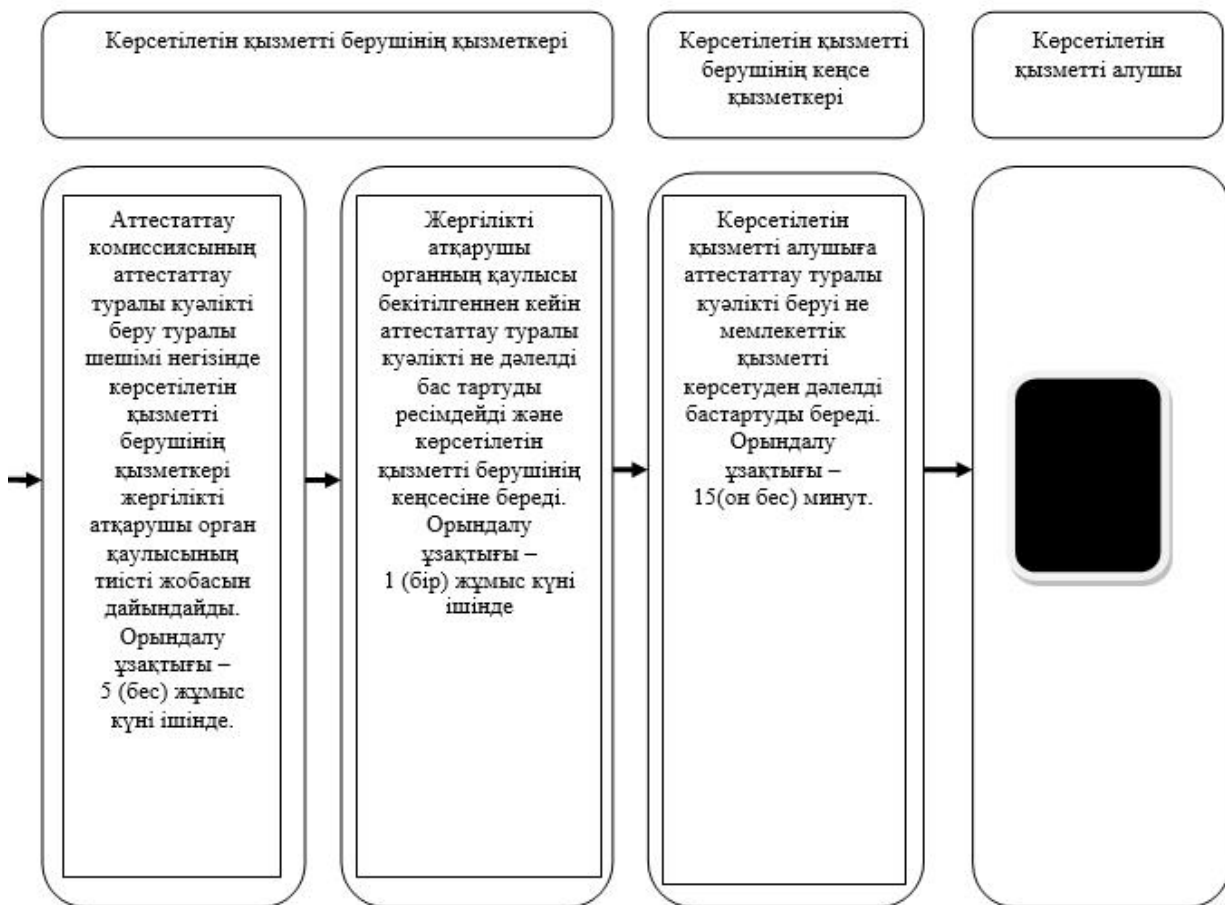 Көрсетілетін қызметті берушінің қызметкері
Көрсетілетін қызметті
берушінің кеңсе
қызметкері
Көрсетілетін
қызметті алушы
Аттестаттау
комиссиясының
аттестаттау
туралы куәлікті
беру туралы
шешімі негізінде
көрсетілетін
қызметті
берушінің
қызметкері
жергілікті
атқарушы орган
қаулысының
тиісті жобасын
дайындайды.
Орындалу
ұзақтығы –
5 (бес) жұмыс
күні ішінде.
Жергілікті
атқарушы
органның қаулысы
бекітілгеннен кейін
аттестаттау туралы
куәлікті не дәлелді
бас тартуды
ресімдейді және
көрсетілетін
қызметті берушінің
кеңсесіне береді.
Орындалу
ұзақтығы –
1 (бір) жұмыс күні
ішінде
Көрсетілетін
қызметті алушыға
аттестаттау туралы
куәлікті беруі не
мемлекеттік
қызметті
көрсетуден дәлелді
бастартуды береді.
Орындалу
ұзақтығы –
15(он бес) минут.